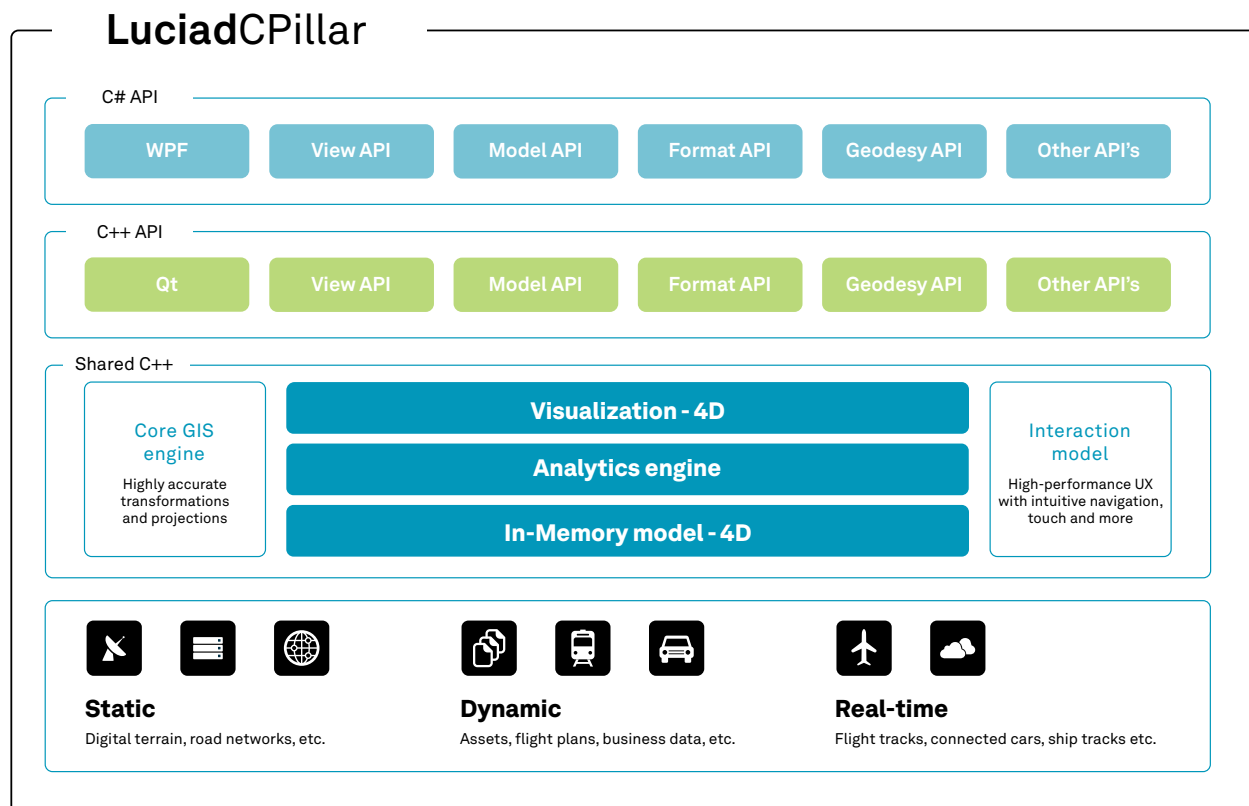 LuciadCPillar
C# API
WPF
View API
Model API
Format API
Geodesy API
Other API's
C++ API
Qt
View API
Model API
Format API
Geodesy API
Other API's
Shared C++
Core GIS
engine
Highly accurate
transformations
and projections
Visualization - 4D
Analytics engine
In-Memory model - 4D
Interaction
model
High-performance UX
with intuitive navigation,
touch and more
Static
Digital terrain, road networks, etc.
Dynamic
Assets, flight plans, business data, etc.
Real-time
Flight tracks, connected cars, ship tracks etc.